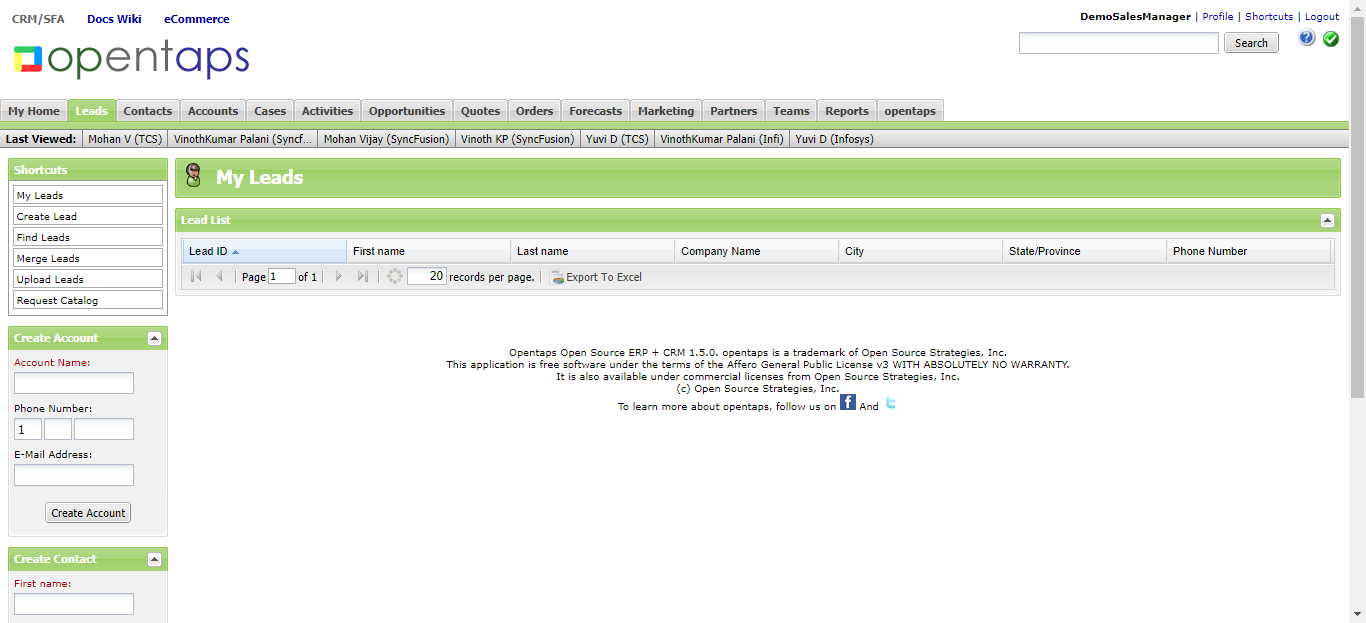 CRM/SFA Docs Wiki eCommerce
DemoSalesManager | Profile | Shortcuts | Logout
opentaps
Search
My Home Leads Contacts Accounts Cases Activities Opportunities Quotes Orders Forecasts Marketing Partners Teams Reports opentaps
Last Viewed: Mohan V (TCS) VinothKumar Palani (Syncf... Mohan Vijay (SyncFusion) Vinoth KP (SyncFusion) Yuvi D (TCS) VinothKumar Palani (Infi) Yuvi D (Infosys)
Shortcuts
My Leads
Create Lead
Find Leads
Merge Leads
Upload Leads
Request Catalog
Create Account
Account Name:
Phone Number:
1
E-Mail Address:
Create Account
Create Contact
First name:
My Leads
Lead List
Lead ID First name Last name Company Name City State/Province Phone Number
Page 1 of 1 20 records per page. Export To Excel
Opentaps Open Source ERP + CRM 1.5.0. opentaps is a trademark of Open Source Strategies, Inc.
This application is free software under the terms of the Affero General Public License v3 WITH ABSOLUTELY NO WARRANTY.
It is also available under commercial licenses from Open Source Strategies, Inc.
(c) Open Source Strategies, Inc.
To learn more about opentaps, follow us on f And t